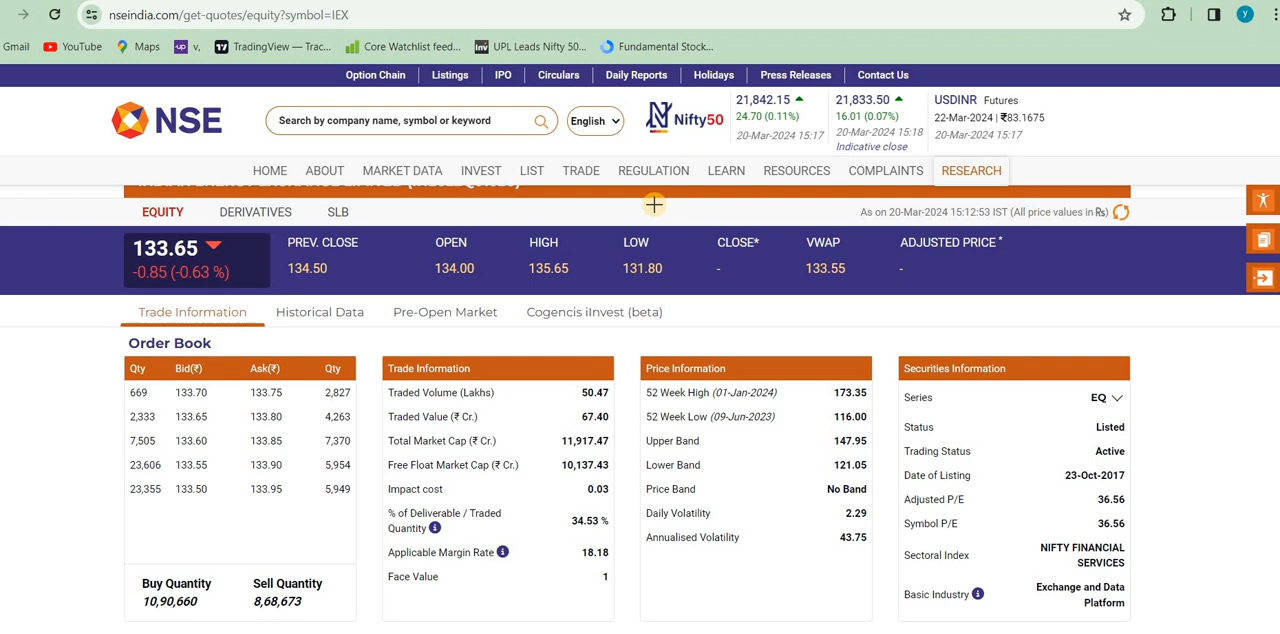 nseindia.com/get-quotes/equity?symbol=IEX
y
Gmail YouTube Maps v, TradingView — Trac... Core Watchlist feed... UPL Leads Nifty 50... Fundamental Stock...
Option Chain Listings IPO Circulars Daily Reports Holidays Press Releases Contact Us
NSE
Search by company name, symbol or keyword
English
Nifty50
21,842.15
24.70 (0.11%)
20-Mar-2024 15:17
21,833.50
16.01 (0.07%)
20-Mar-2024 15:18
Indicative close
USDINR Futures
22-Mar-2024 | ₹83.1675
20-Mar-2024 15:17
HOME ABOUT MARKET DATA INVEST LIST TRADE REGULATION LEARN RESOURCES COMPLAINTS RESEARCH
EQUITY DERIVATIVES SLB
As on 20-Mar-2024 15:12:53 IST (All price values in ₨)
133.65
-0.85 (-0.63 %)
PREV. CLOSE OPEN HIGH LOW CLOSE* VWAP ADJUSTED PRICE *
134.50 134.00 135.65 131.80 - 133.55 -
Trade Information Historical Data Pre-Open Market Cogencis iInvest (beta)
Order Book
Qty Bid(₹) Ask(₹) Qty
669 133.70 133.75 2,827
2,333 133.65 133.80 4,263
7,505 133.60 133.85 7,370
23,606 133.55 133.90 5,954
23,355 133.50 133.95 5,949
Buy Quantity Sell Quantity
10,90,660 8,68,673
Trade Information
Traded Volume (Lakhs) 50.47
Traded Value (₹ Cr.) 67.40
Total Market Cap (₹ Cr.) 11,917.47
Free Float Market Cap (₹ Cr.) 10,137.43
Impact cost 0.03
% of Deliverable / Traded
Quantity 34.53 %
Applicable Margin Rate 18.18
Face Value 1
Price Information
52 Week High (01-Jan-2024) 173.35
52 Week Low (09-Jun-2023) 116.00
Upper Band 147.95
Lower Band 121.05
Price Band No Band
Daily Volatility 2.29
Annualised Volatility 43.75
Securities Information
Series EQ
Status Listed
Trading Status Active
Date of Listing 23-Oct-2017
Adjusted P/E 36.56
Symbol P/E 36.56
Sectoral Index NIFTY FINANCIAL
SERVICES
Basic Industry Exchange and Data
Platform